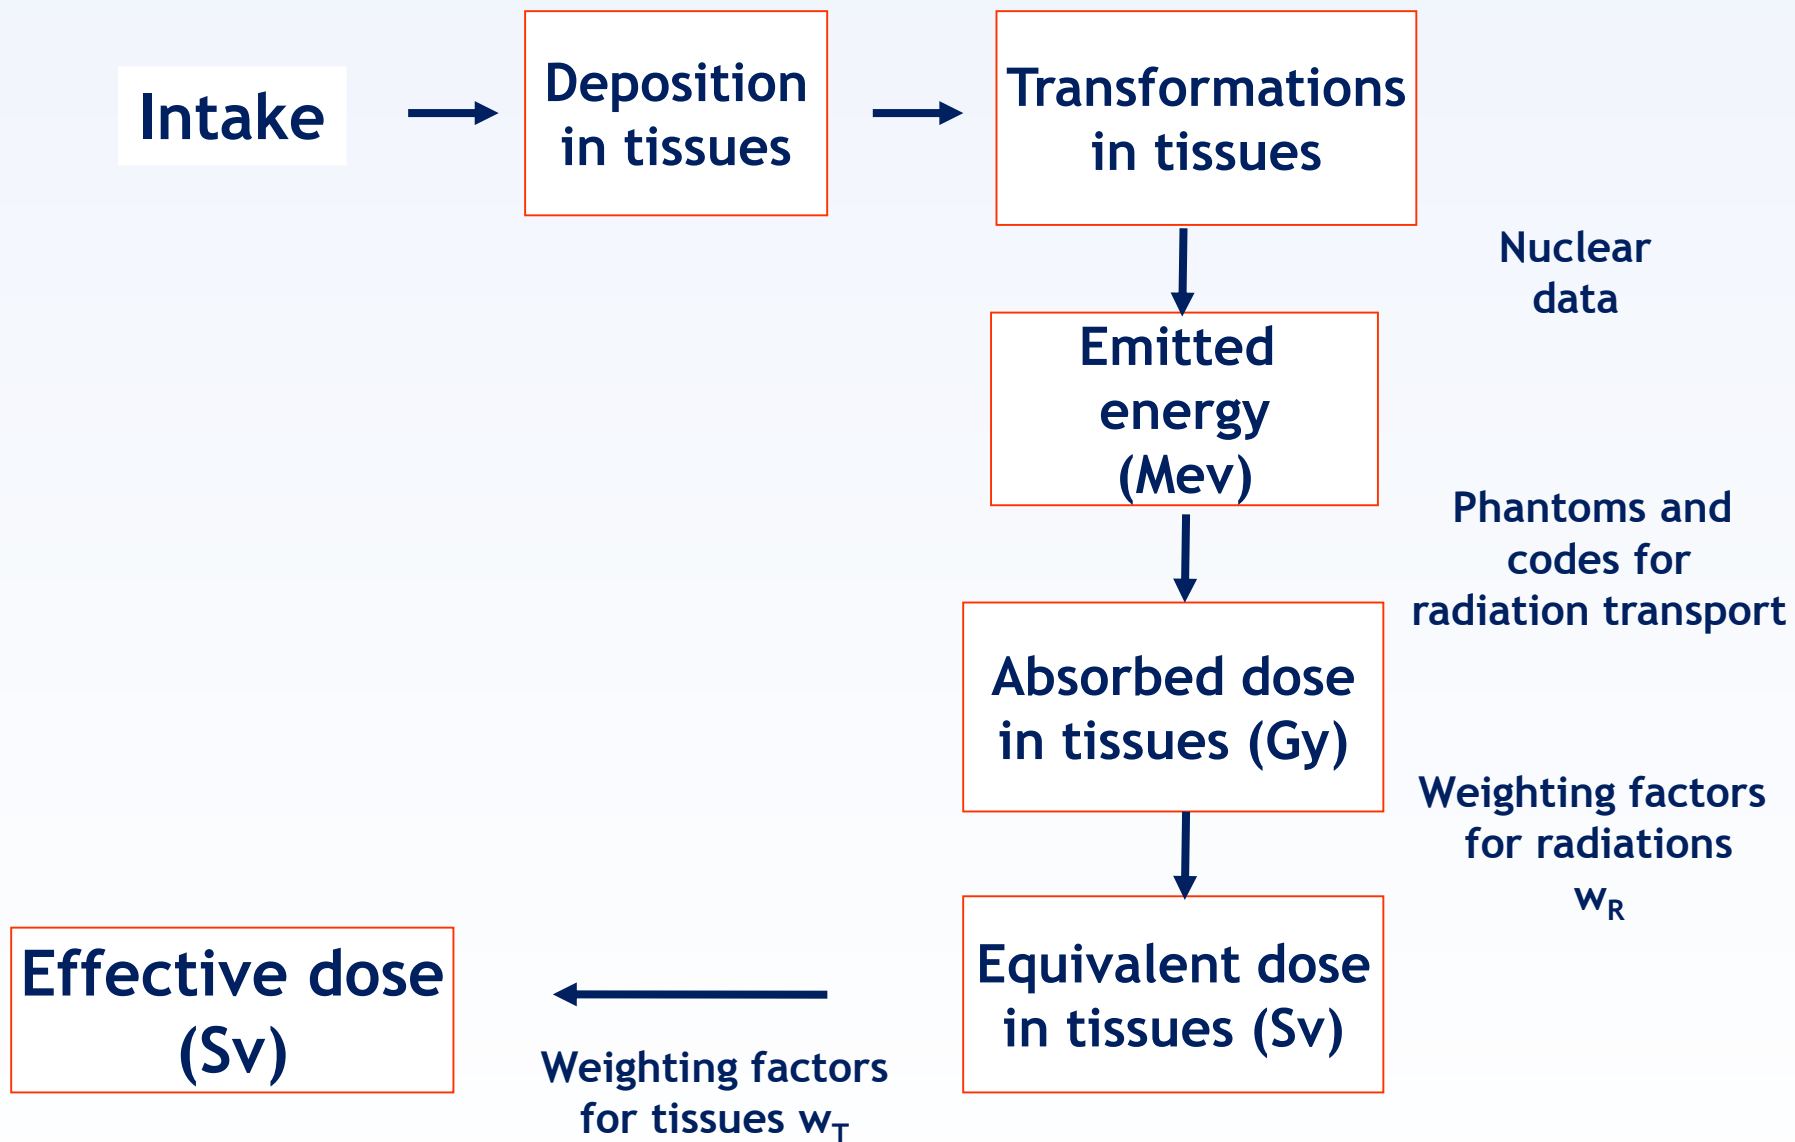 Intake
Deposition
in tissues
Transformations
in tissues
Nuclear
data
Emitted
energy
(Mev)
Phantoms and
codes for
radiation transport
Absorbed dose
in tissues (Gy)
Weighting factors
for radiations
wR
Equivalent dose
in tissues (Sv)
Effective dose
(Sv)
Weighting factors
for tissues wT